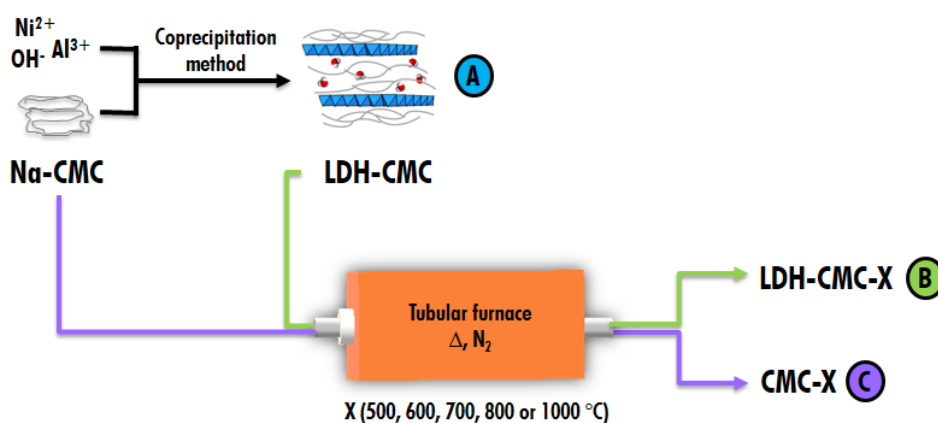 Ni²⁺
OH- Al³⁺
Coprecipitation
method
A
Na-CMC
LDH-CMC
Tubular furnace
Δ, N₂
LDH-CMC-X B
CMC-X C
X (500, 600, 700, 800 or 1000 °C)